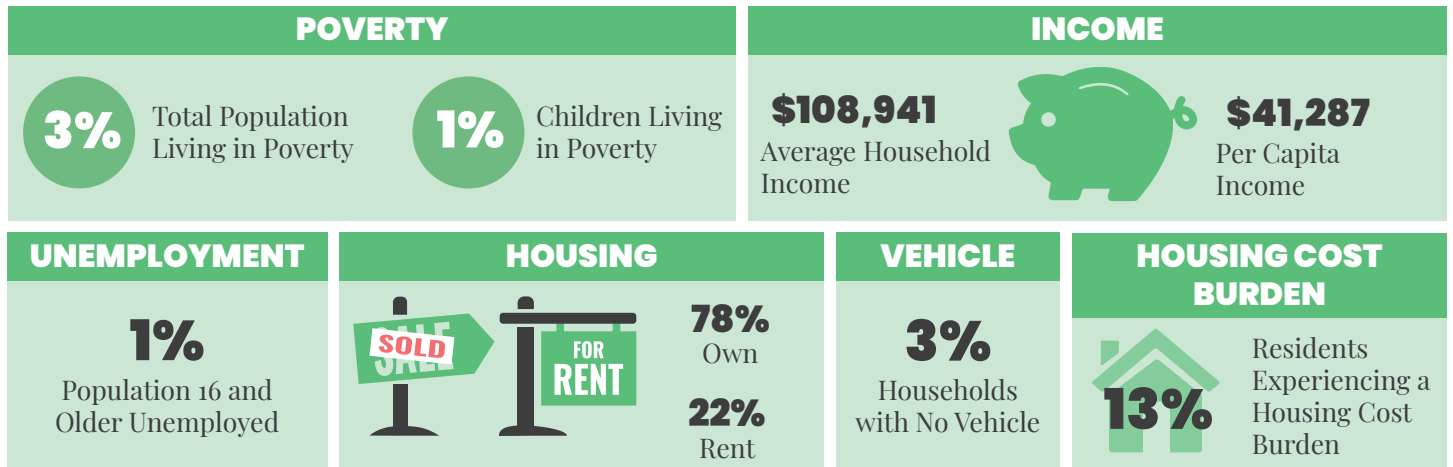 POVERTY
3%
Total Population
Living in Poverty
1%
Children Living
in Poverty
INCOME
$108,941
Average Household
Income
$41,287
Per Capita
Income
UNEMPLOYMENT
1%
Population 16 and
Older Unemployed
HOUSING
SALE
SOLD
FOR
RENT
78%
Own
22%
Rent
VEHICLE
3%
Households
with No Vehicle
HOUSING COST
BURDEN
13%
Residents
Experiencing a
Housing Cost
Burden